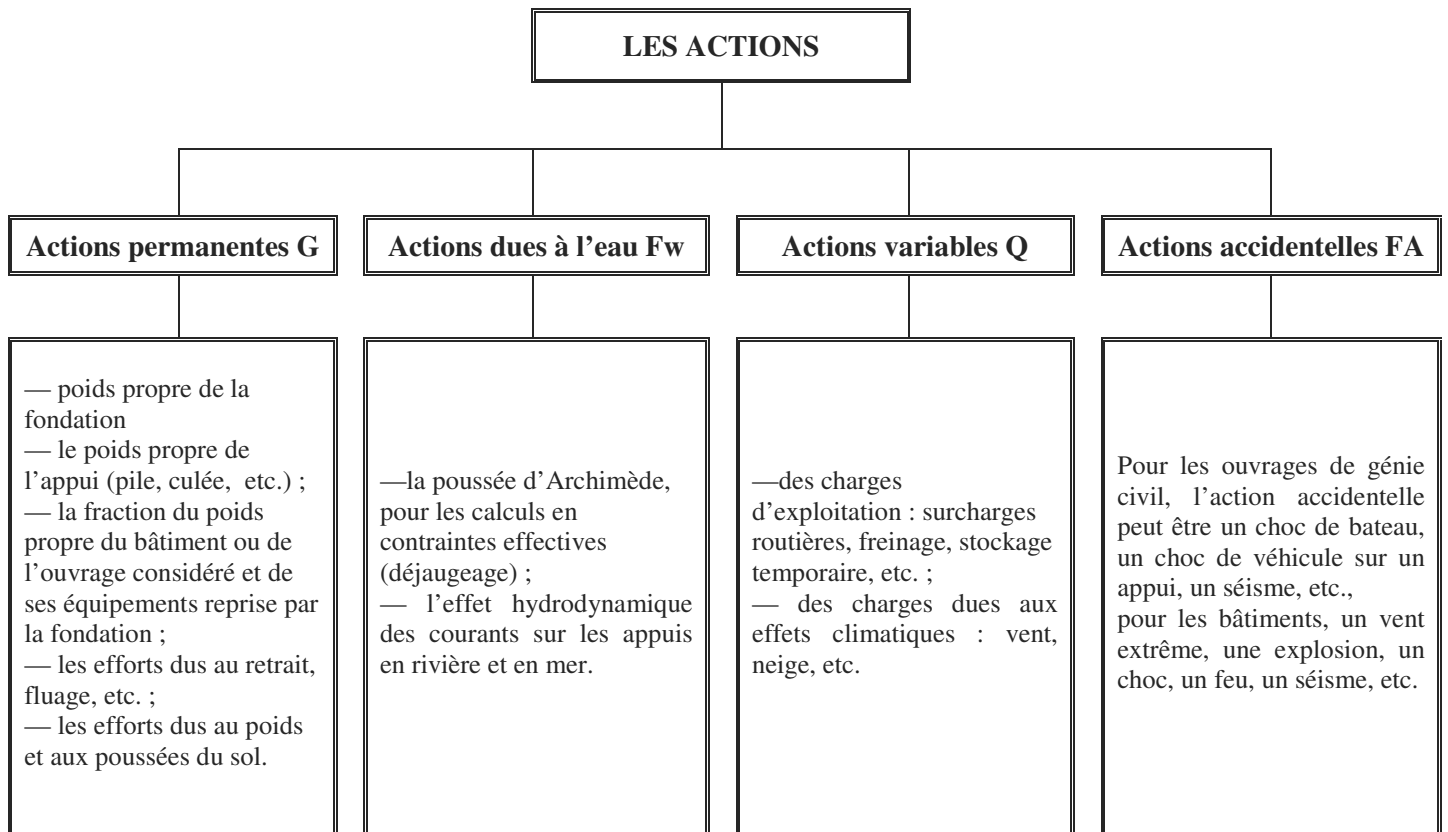 LES ACTIONS
Actions permanentes G
Actions dues à l’eau Fw
Actions variables Q
Actions accidentelles FA
— poids propre de la
fondation
— le poids propre de
l’appui (pile, culée, etc.) ;
— la fraction du poids
propre du bâtiment ou de
l’ouvrage considéré et de
ses équipements reprise par
la fondation ;
— les efforts dus au retrait,
fluage, etc. ;
— les efforts dus au poids
et aux poussées du sol.
—la poussée d’Archimède,
pour les calculs en
contraintes effectives
(déjaugeage) ;
— l’effet hydrodynamique
des courants sur les appuis
en rivière et en mer.
—des charges
d’exploitation : surcharges
routières, freinage, stockage
temporaire, etc. ;
— des charges dues aux
effets climatiques : vent,
neige, etc.
Pour les ouvrages de génie
civil, l’action accidentelle
peut être un choc de bateau,
un choc de véhicule sur un
appui, un séisme, etc.,
pour les bâtiments, un vent
extrême, une explosion, un
choc, un feu, un séisme, etc.